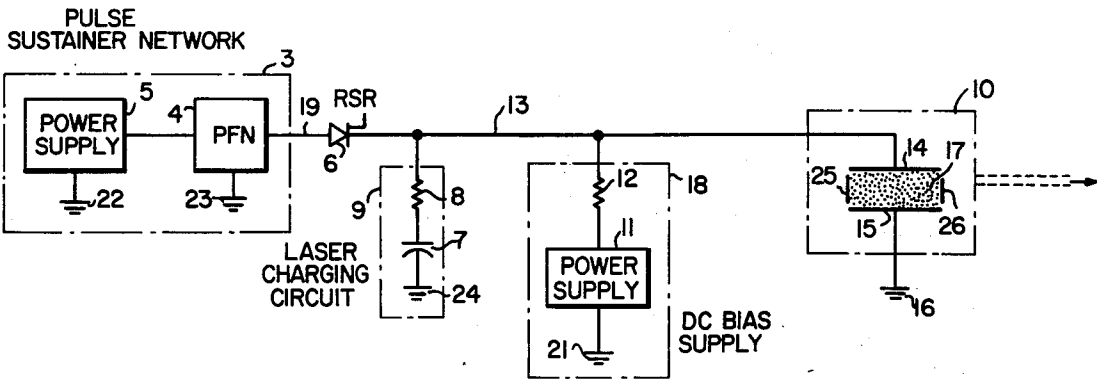 PULSE
SUSTAINER NETWORK
3
5
4
19
RSR
13
10
POWER
SUPPLY
PFN
6
14
17
25
12
18
8
9
22
23
15
26
11
7
LASER
CHARGING
CIRCUIT
24
POWER
SUPPLY
16
DC BIAS
SUPPLY
21